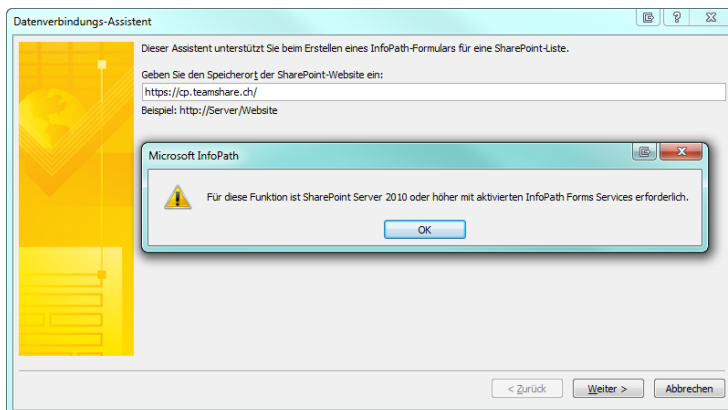 Datenverbindungs-Assistent
Dieser Assistent unterstützt Sie beim Erstellen eines InfoPath-Formulars für eine SharePoint-Liste.
Geben Sie den Speicherort der SharePoint-Website ein:
https://cp.teamshare.ch/
Beispiel: http://Server/Website
Microsoft InfoPath
Für diese Funktion ist SharePoint Server 2010 oder höher mit aktivierten InfoPath Forms Services erforderlich.
OK
< Zurück Weiter > Abbrechen